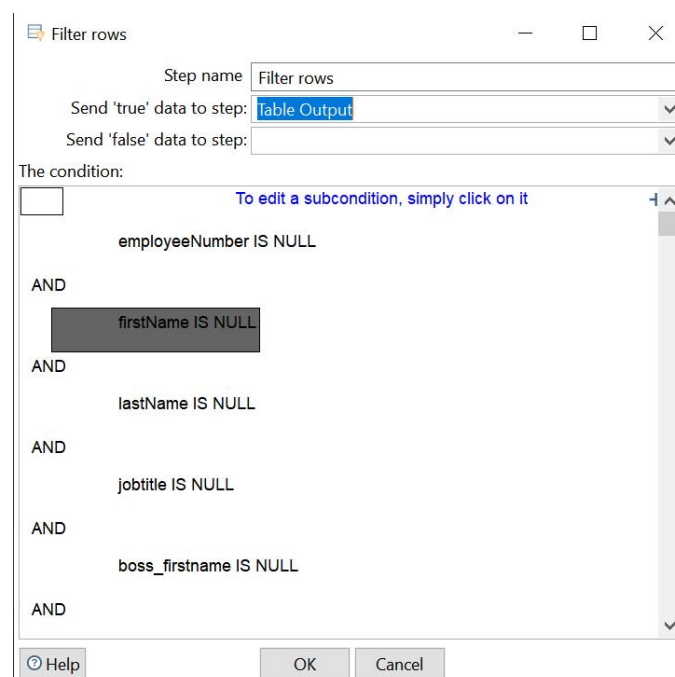 Filter rows
Step name Filter rows
Send 'true' data to step: Table Output
Send 'false' data to step:
The condition:
To edit a subcondition, simply click on it
employeeNumber IS NULL
AND
firstName IS NULL
AND
lastName IS NULL
AND
jobtitle IS NULL
AND
boss_firstname IS NULL
AND
Help OK Cancel